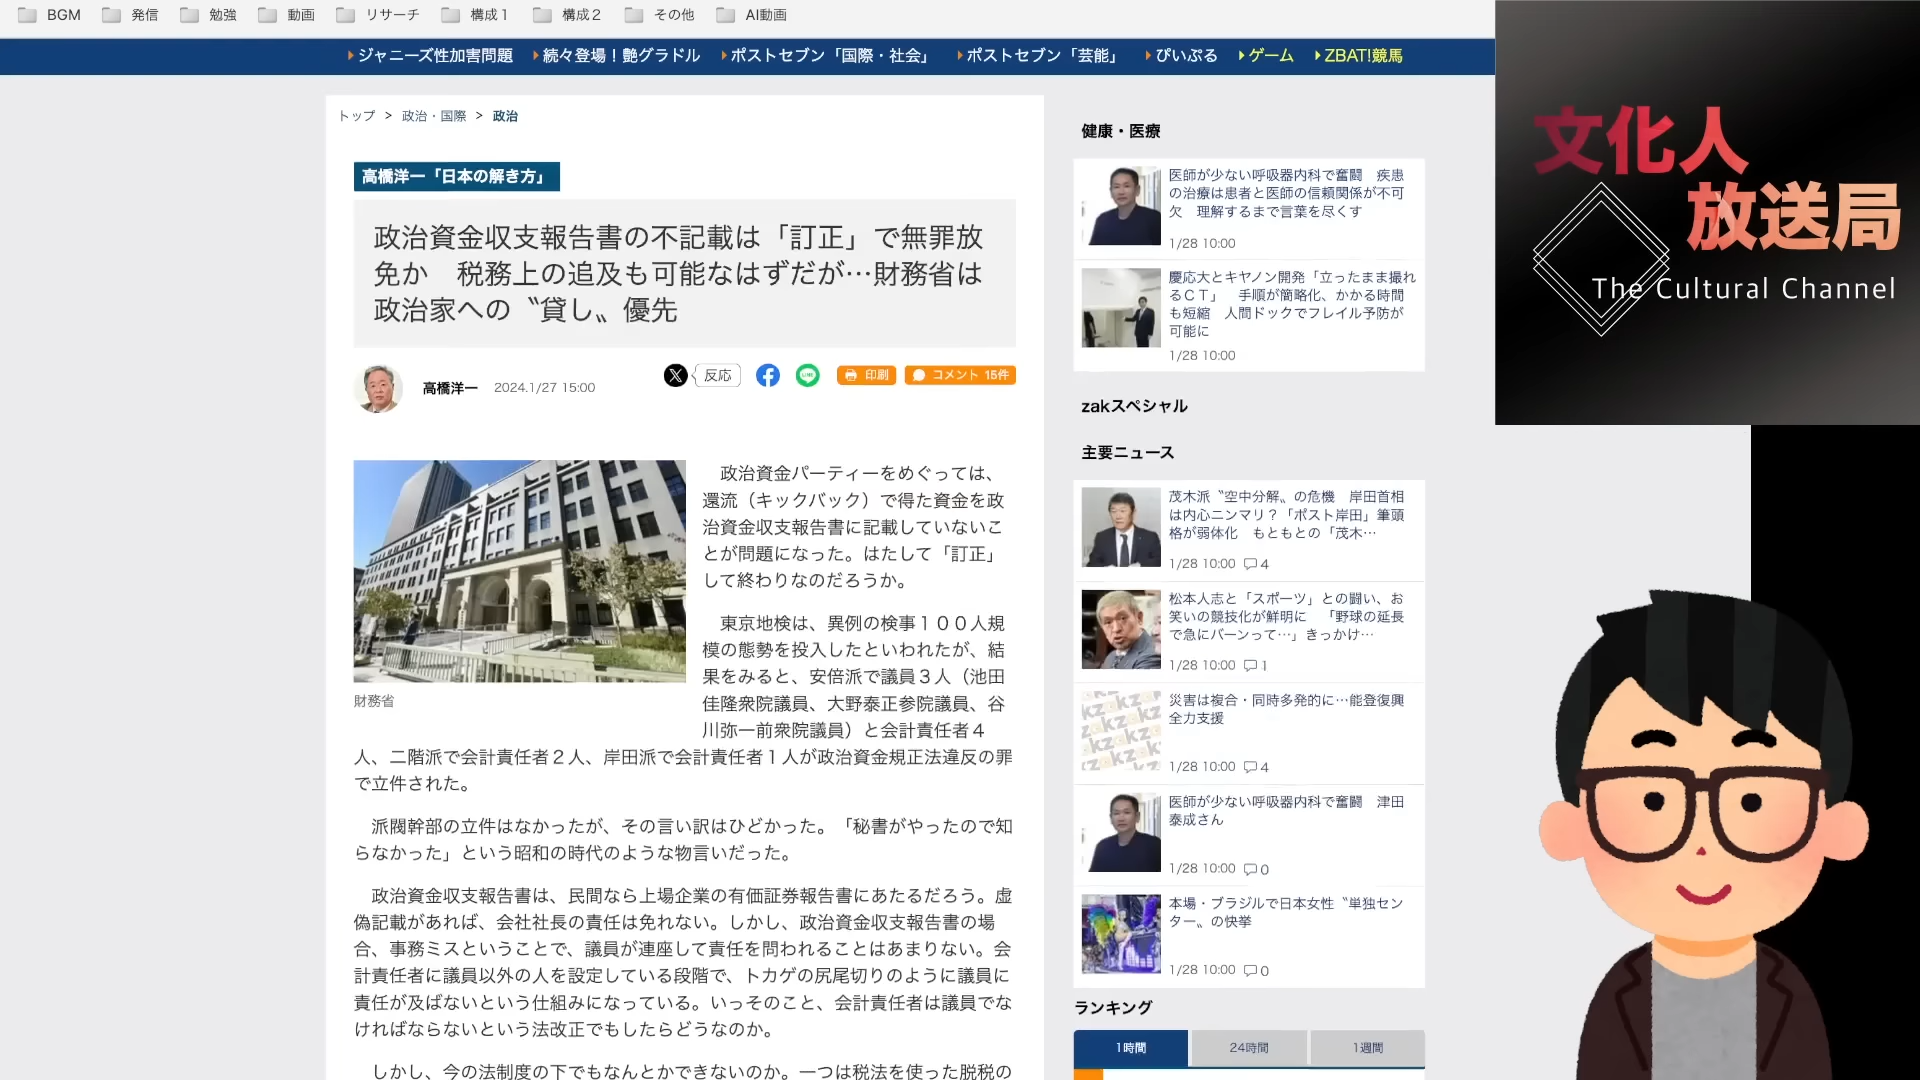 BGM 発信 勉強 動画 リサーチ 構成１ 構成２ その他 AI動画
ジャニーズ性加害問題 続々登場！艶グラドル ポストセブン「国際・社会」 ポストセブン「芸能」 ぴいぷる ゲーム ZBAT!競馬
トップ > 政治・国際 > 政治
高橋洋一「日本の解き方」
政治資金収支報告書の不記載は「訂正」で無罪放
免か　税務上の追及も可能なはずだが…財務省は
政治家への〝貸し〟優先
高橋洋一 2024.1/27 15:00
反応 印刷 コメント 15件
政治資金パーティーをめぐっては、
還流（キックバック）で得た資金を政
治資金収支報告書に記載していないこ
とが問題になった。はたして「訂正」
して終わりなのだろうか。
東京地検は、異例の検事１００人規
模の態勢を投入したといわれたが、結
果をみると、安倍派で議員３人（池田
佳隆衆院議員、大野泰正参院議員、谷
川弥一前衆院議員）と会計責任者４
財務省
人、二階派で会計責任者２人、岸田派で会計責任者１人が政治資金規正法違反の罪
で立件された。
派閥幹部の立件はなかったが、その言い訳はひどかった。「秘書がやったので知
らなかった」という昭和の時代のような物言いだった。
政治資金収支報告書は、民間なら上場企業の有価証券報告書にあたるだろう。虚
偽記載があれば、会社社長の責任は免れない。しかし、政治資金収支報告書の場
合、事務ミスということで、議員が連座して責任を問われることはあまりない。会
計責任者に議員以外の人を設定している段階で、トカゲの尻尾切りのように議員に
責任が及ばないという仕組みになっている。いっそのこと、会計責任者は議員でな
ければならないという法改正でもしたらどうなのか。
しかし、今の法制度の下でもなんとかできないのか。一つは税法を使った脱税の
健康・医療
医師が少ない呼吸器内科で奮闘　疾患
の治療は患者と医師の信頼関係が不可
欠　理解するまで言葉を尽くす
1/28 10:00
慶応大とキヤノン開発「立ったまま撮れ
るＣＴ」　手順が簡略化、かかる時間
も短縮　人間ドックでフレイル予防が
可能に
1/28 10:00
zakスペシャル
主要ニュース
茂木派〝空中分解〟の危機　岸田首相
は内心ニンマリ？「ポスト岸田」筆頭
格が弱体化　もともとの「茂木…
1/28 10:00 4
松本人志と「スポーツ」との闘い、お
笑いの競技化が鮮明に　「野球の延長
で急にバーンって…」きっかけ…
1/28 10:00 1
災害は複合・同時多発的に…能登復興
全力支援
1/28 10:00 4
医師が少ない呼吸器内科で奮闘　津田
泰成さん
1/28 10:00 0
本場・ブラジルで日本女性〝単独セン
ター〟の快挙
1/28 10:00 0
ランキング
1時間 24時間 1週間
文化人
放送局
The Cultural Channel